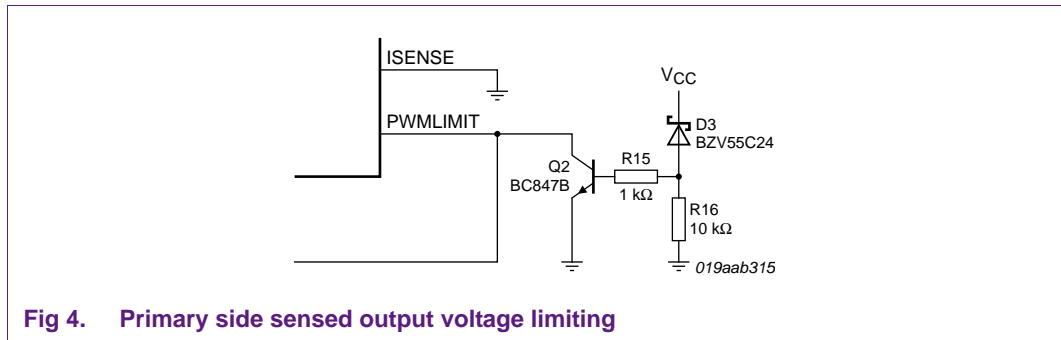 ISENSE
VCC
PWMLIMIT
D3
BZV55C24
Q2
BC847B
R15
1 kΩ
R16
10 kΩ
019aab315
Fig 4. Primary side sensed output voltage limiting